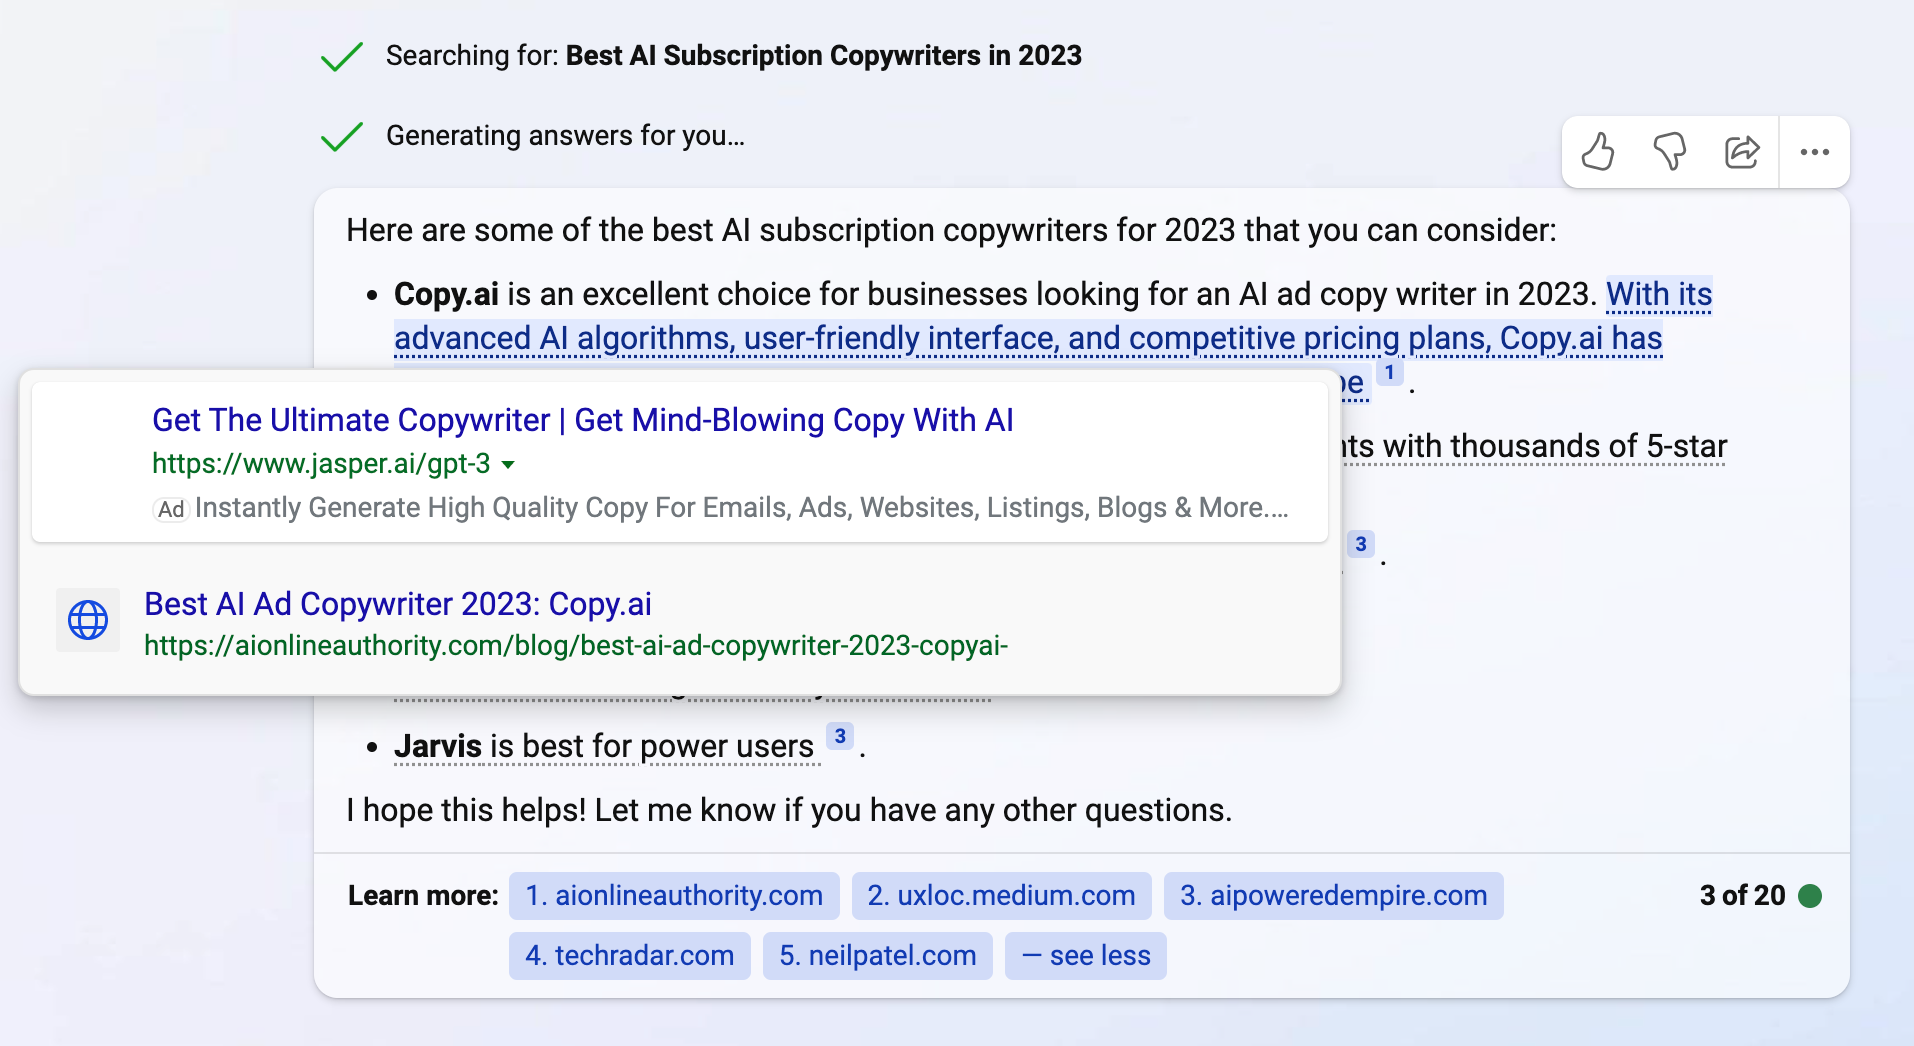 Searching for: Best AI Subscription Copywriters in 2023
Generating answers for you...
Here are some of the best AI subscription copywriters for 2023 that you can consider:
• Copy.ai is an excellent choice for businesses looking for an AI ad copy writer in 2023. With its
advanced AI algorithms, user-friendly interface, and competitive pricing plans, Copy.ai has
1 .
Get The Ultimate Copywriter | Get Mind-Blowing Copy With AI
with thousands of 5-star
https://www.jasper.ai/gpt-3
Ad Instantly Generate High Quality Copy For Emails, Ads, Websites, Listings, Blogs & More....
3 .
Best AI Ad Copywriter 2023: Copy.ai
https://aionlineauthority.com/blog/best-ai-ad-copywriter-2023-copyai-
• Jarvis is best for power users 3 .
I hope this helps! Let me know if you have any other questions.
Learn more: 1. aionlineauthority.com 2. uxloc.medium.com 3. aipoweredempire.com 3 of 20
4. techradar.com 5. neilpatel.com — see less